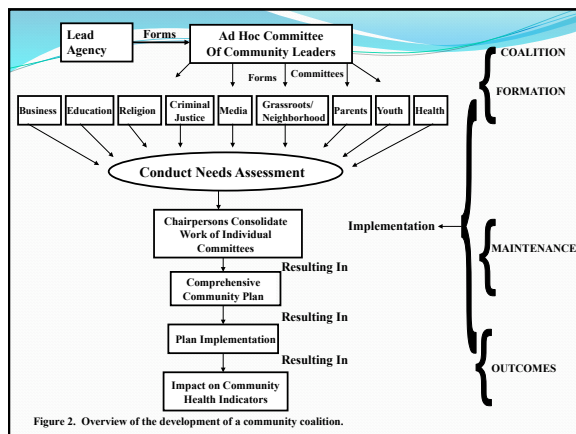 Lead
Agency
Forms
Ad Hoc Committee
Of Community Leaders
Forms
Committees
COALITION
FORMATION
Business
Education
Religion
Criminal
Justice
Media
Grassroots/
Neighborhood
Parents
Youth
Health
Conduct Needs Assessment
Chairpersons Consolidate
Work of Individual
Committees
Implementation
MAINTENANCE
Resulting In
Comprehensive
Community Plan
Resulting In
Plan Implementation
Resulting In
OUTCOMES
Impact on Community
Health Indicators
Figure 2. Overview of the development of a community coalition.